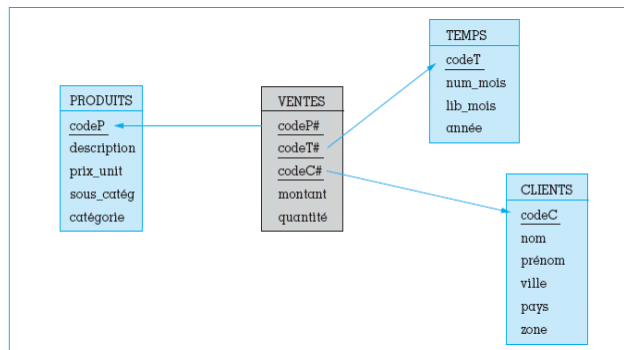 TEMPS
codeT
num_mois
lib_mois
année
PRODUITS
codeP
description
prix_unit
sous_catég
catégorie
VENTES
codeP#
codeT#
codeC#
montant
quantité
CLIENTS
codeC
nom
prénom
ville
pays
zone